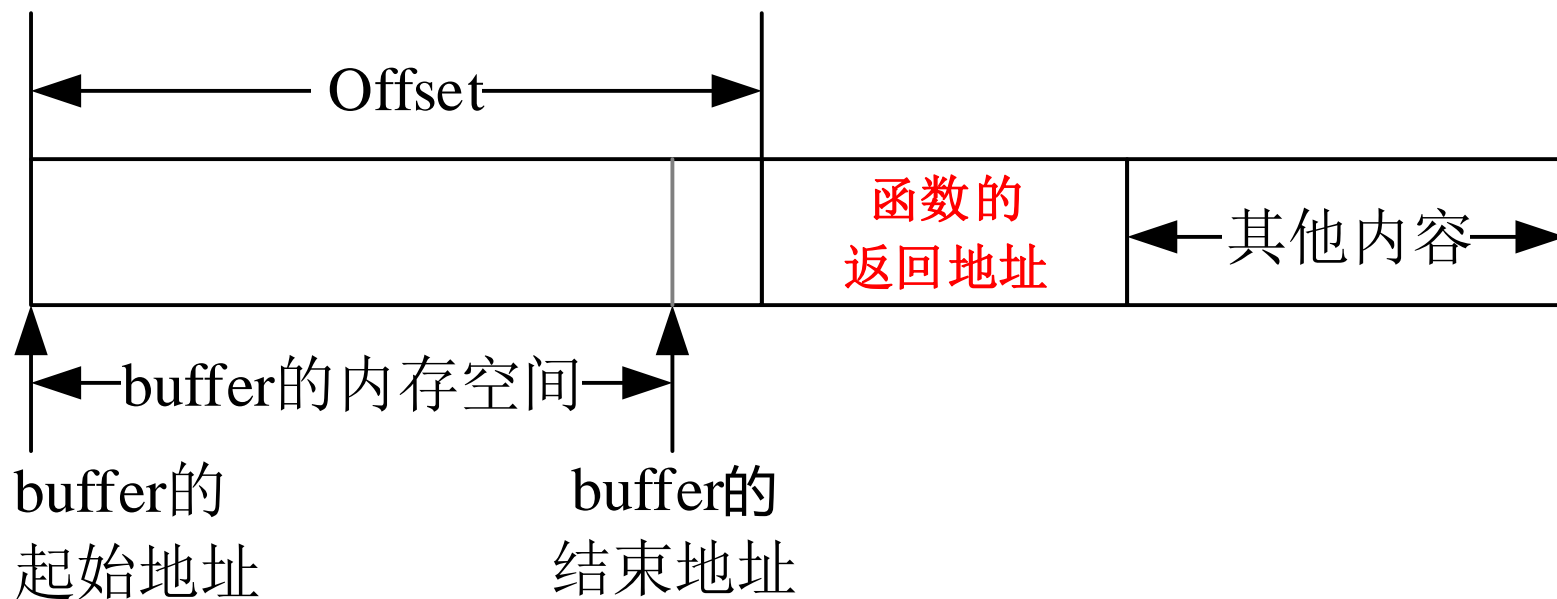 Offset
函数的
返回地址
其他内容
buffer的内存空间
buffer的
起始地址
buffer的
结束地址